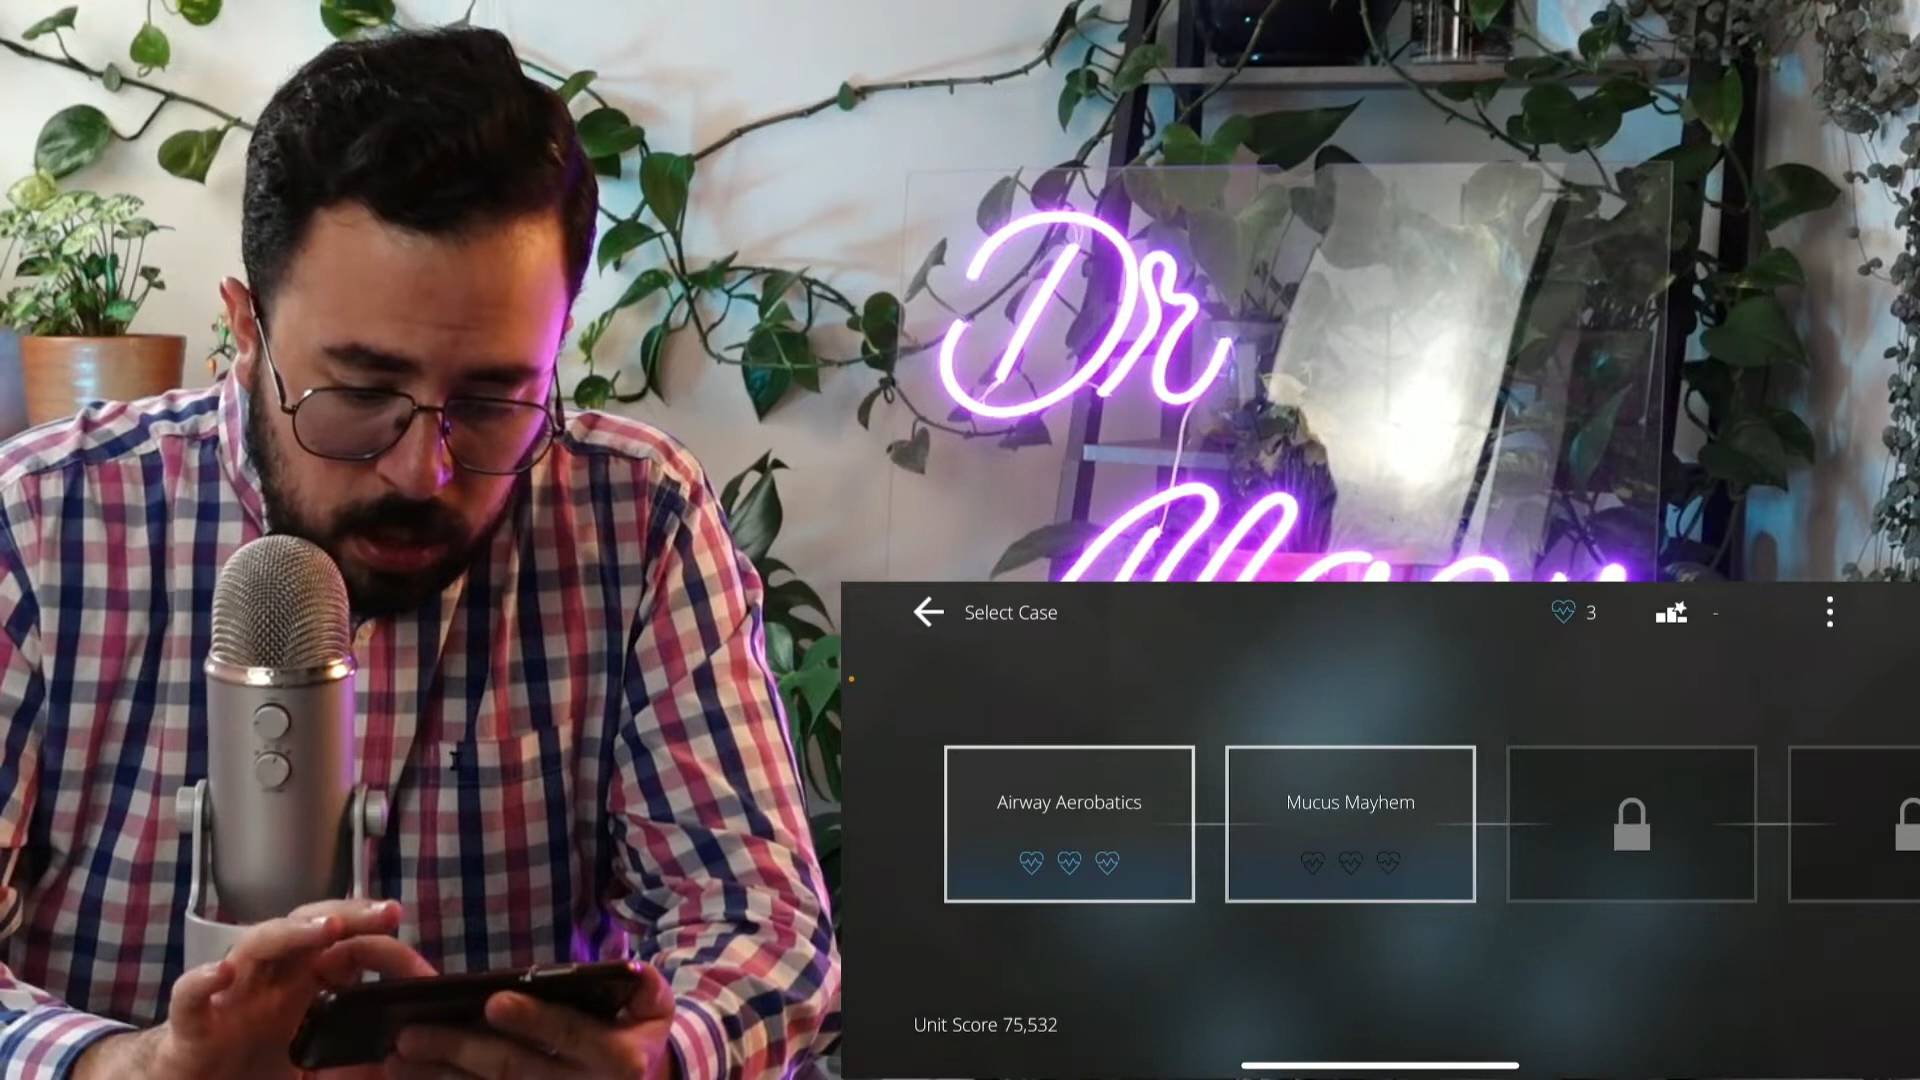 Dr
Select Case
3
-
Airway Aerobatics
Mucus Mayhem
Unit Score 75,532